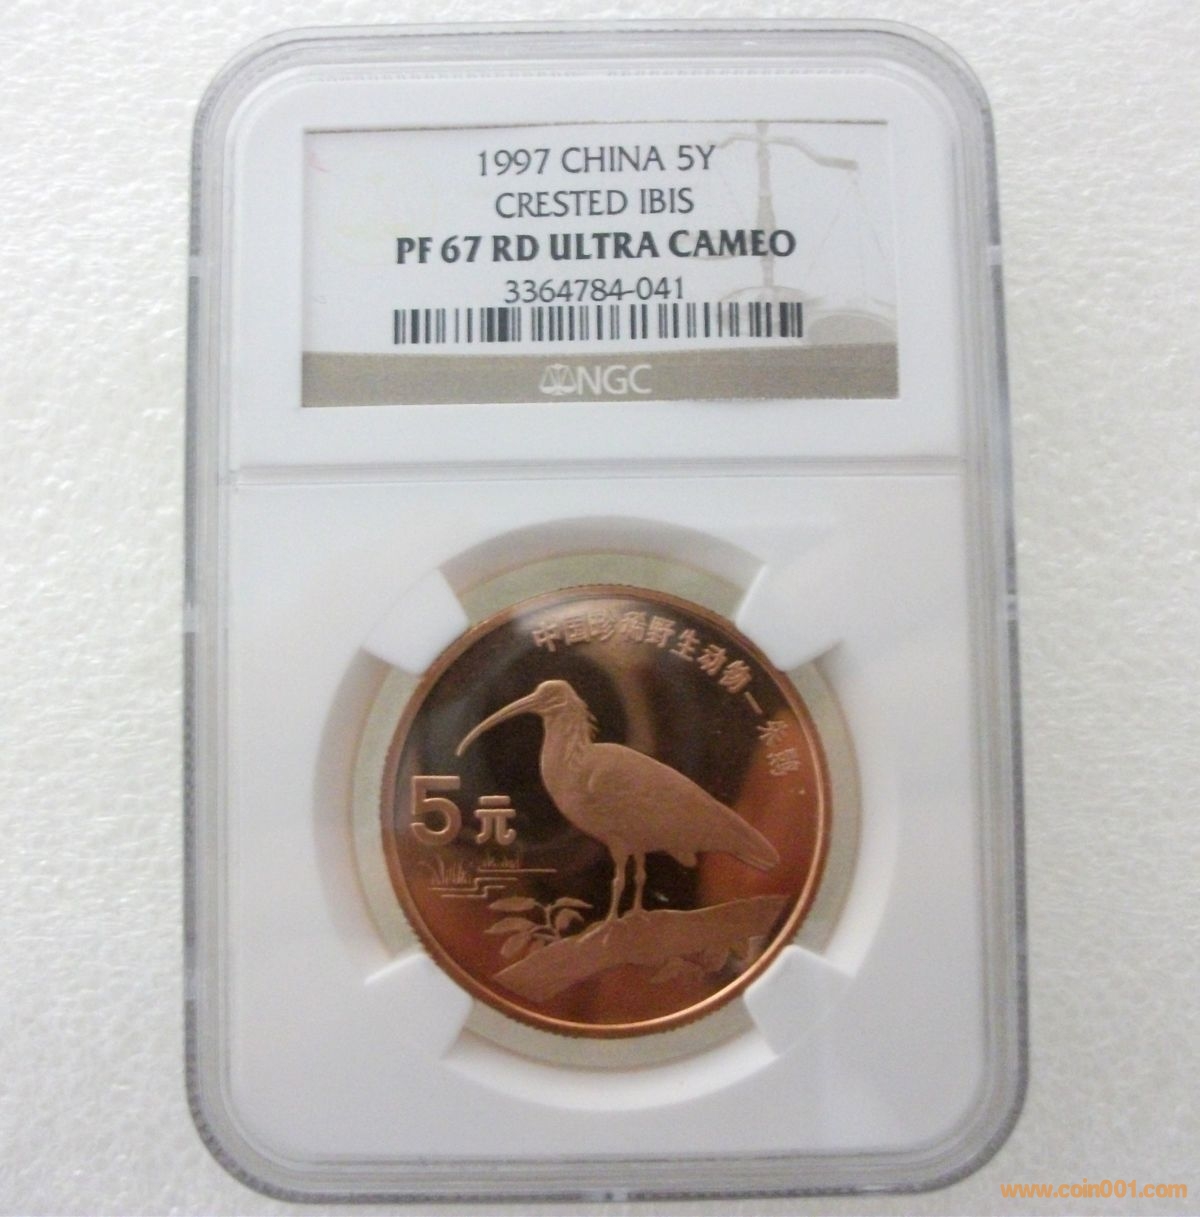 1997 CHINA 5Y
CRESTED IBIS
PF 67 RD ULTRA CAMEO
3364784-041
NGC
中国珍稀野生动物—朱鹮
5元
www.coin001.com